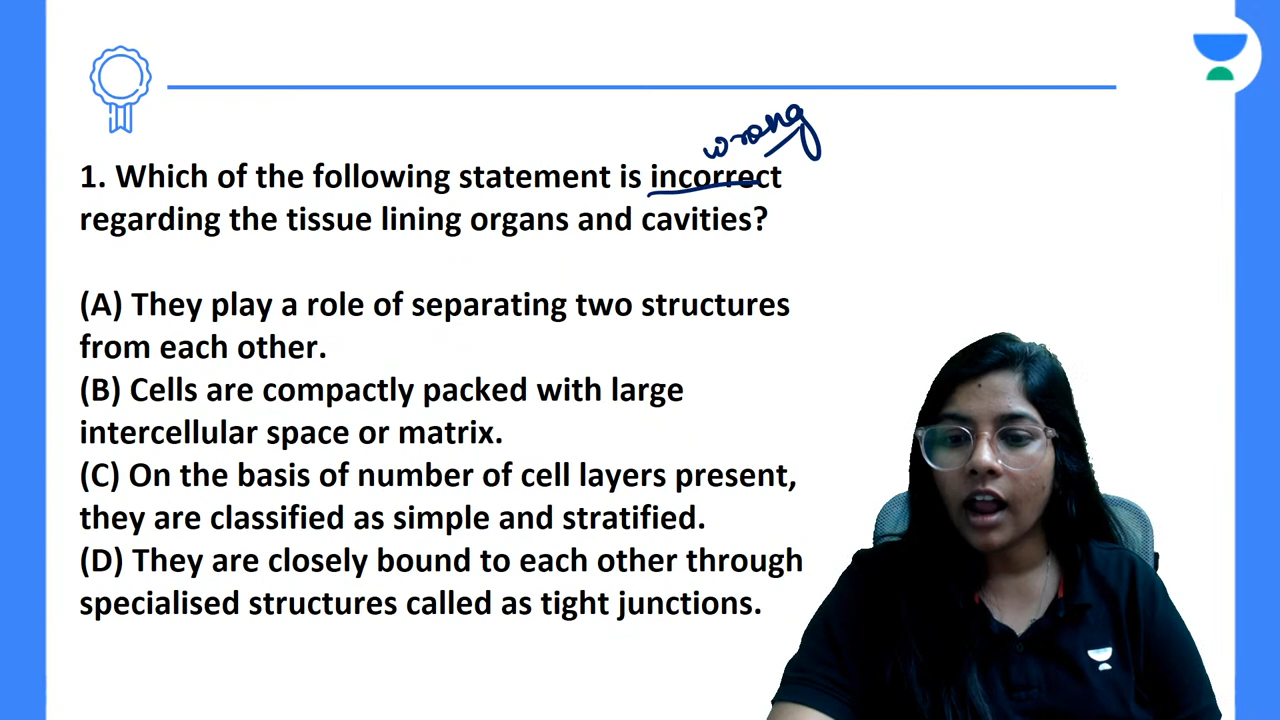 wrong
1. Which of the following statement is incorrect
regarding the tissue lining organs and cavities?
(A) They play a role of separating two structures
from each other.
(B) Cells are compactly packed with large
intercellular space or matrix.
(C) On the basis of number of cell layers present,
they are classified as simple and stratified.
(D) They are closely bound to each other through
specialised structures called as tight junctions.